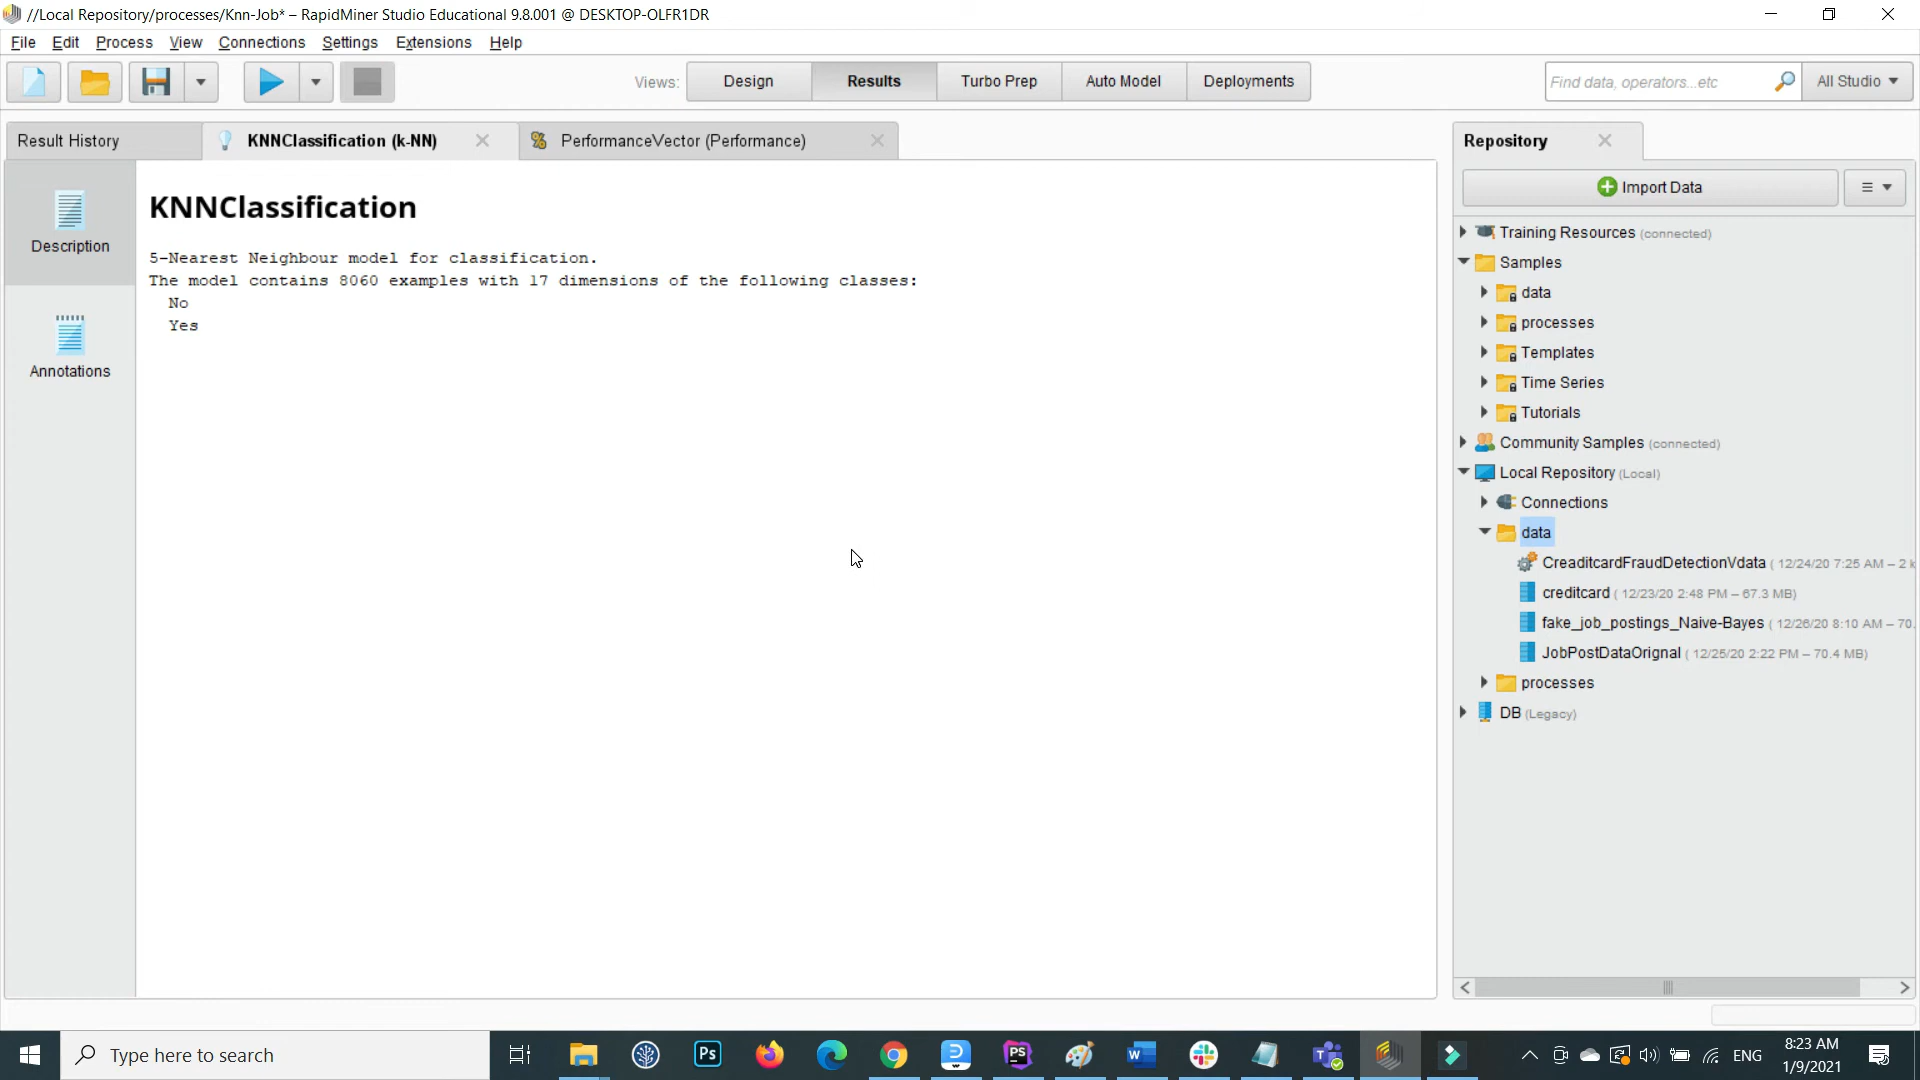 //Local Repository/processes/Knn-Job* – RapidMiner Studio Educational 9.8.001 @ DESKTOP-OLFR1DR
File Edit Process View Connections Settings Extensions Help
Views: Design Results Turbo Prep Auto Model Deployments
Find data, operators...etc
All Studio
Result History
KNNClassification (k-NN)
PerformanceVector (Performance)
Repository
Import Data
Description
Annotations
KNNClassification
5-Nearest Neighbour model for classification.
The model contains 8060 examples with 17 dimensions of the following classes:
No
Yes
Training Resources (connected)
Samples
data
processes
Templates
Time Series
Tutorials
Community Samples (connected)
Local Repository (Local)
Connections
data
CreaditcardFraudDetectionVdata ( 12/24/20 7:25 AM – 2 k
creditcard ( 12/23/20 2:48 PM – 67.3 MB)
fake_job_postings_Naive-Bayes ( 12/26/20 8:10 AM – 70.
JobPostDataOrignal ( 12/25/20 2:22 PM – 70.4 MB)
processes
DB (Legacy)
Type here to search
Ps
PS
W
ENG
8:23 AM
1/9/2021